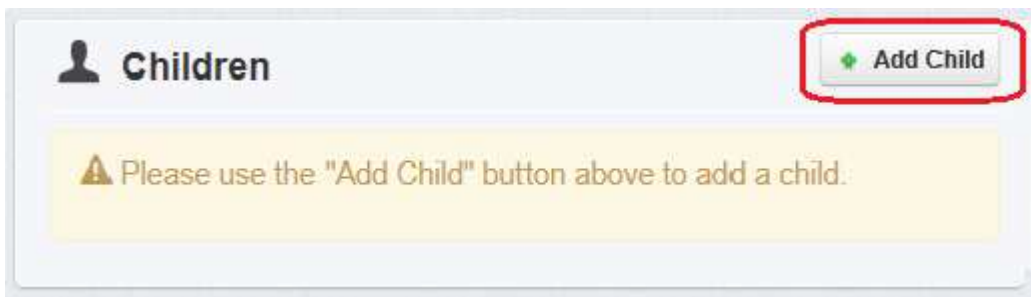 Children
Add Child
Please use the "Add Child" button above to add a child.